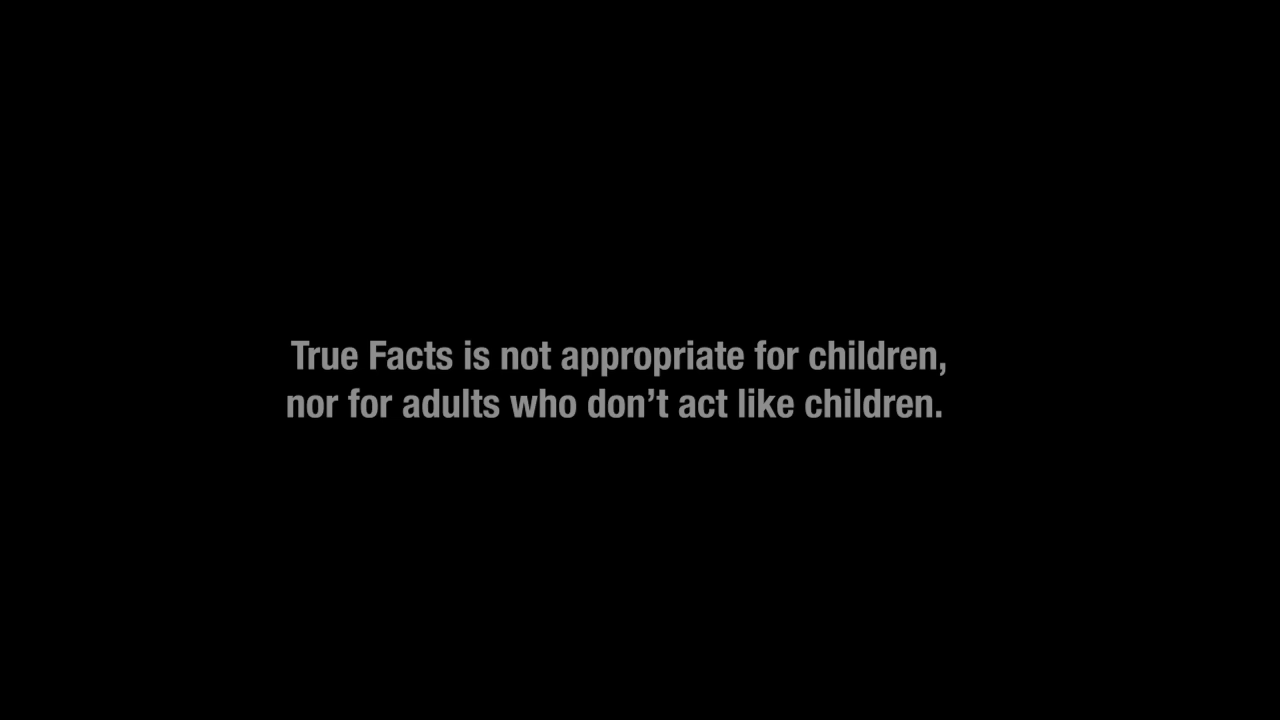 True Facts is not appropriate for children,
nor for adults who don’t act like children.